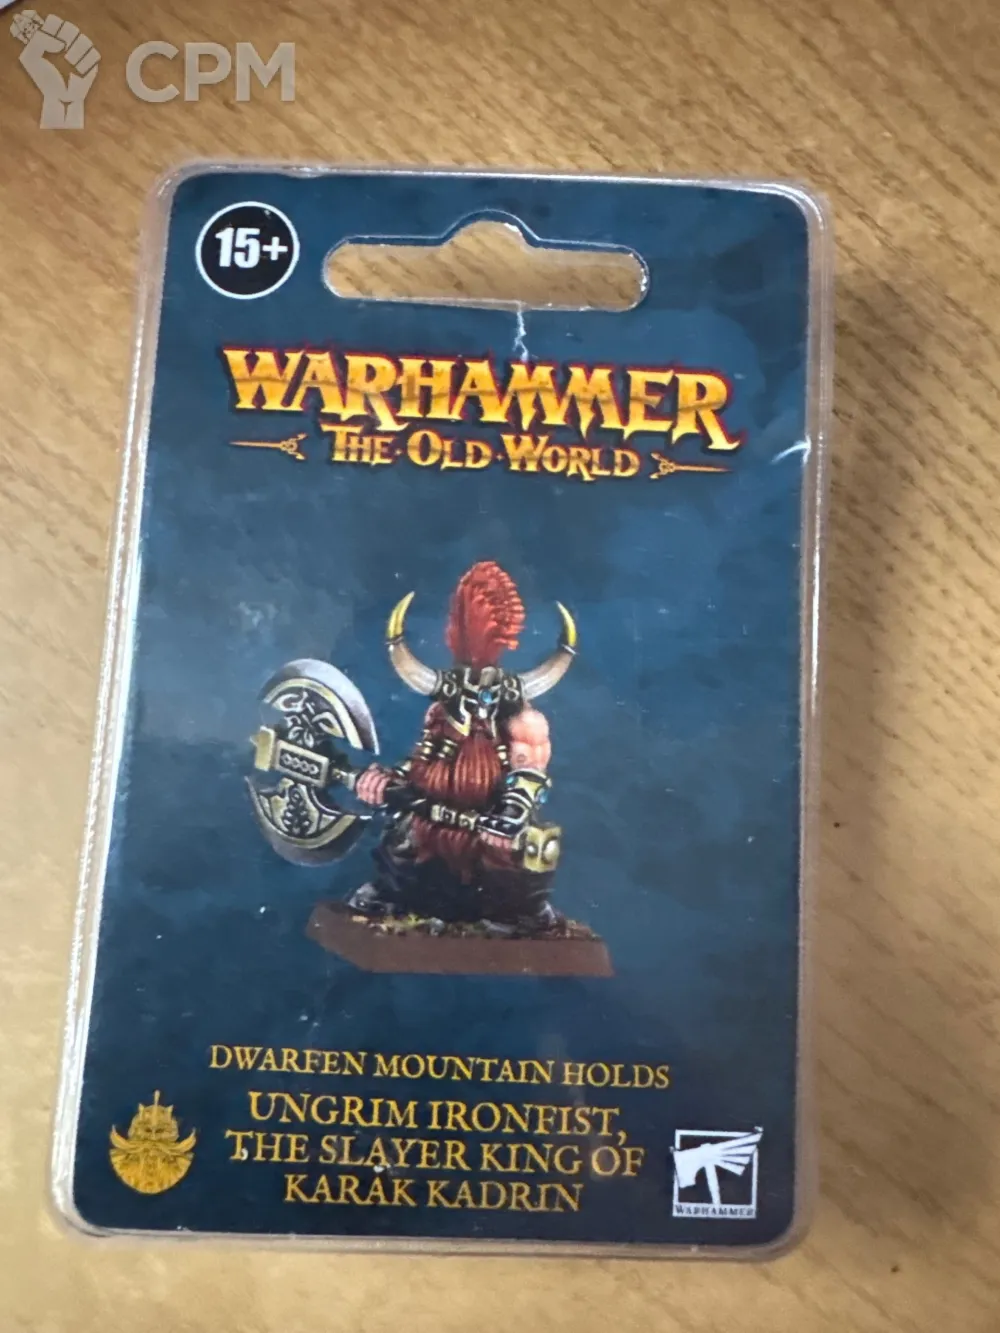 CPM
15+
WARHAMMER
THE·OLD·WORLD
DWARFEN MOUNTAIN HOLDS
UNGRIM IRONFIST,
THE SLAYER KING OF
KARAK KADRIN
WARHAMMER